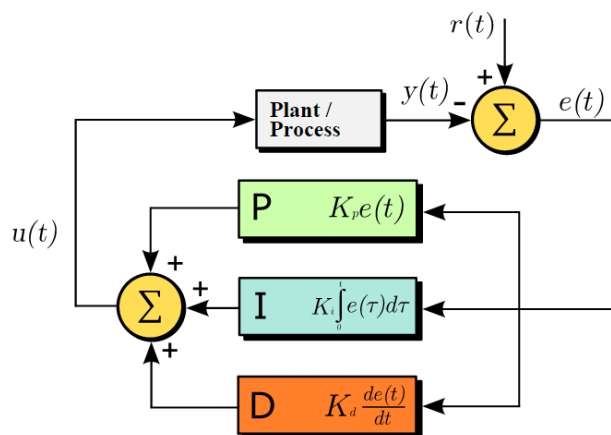 r(t)
+
Plant /
Process
y(t)
-
Σ
e(t)
P K_p e(t)
u(t)
+
+
Σ
I K_i ∫_0^t e(τ)dτ
+
D K_d de(t)/dt